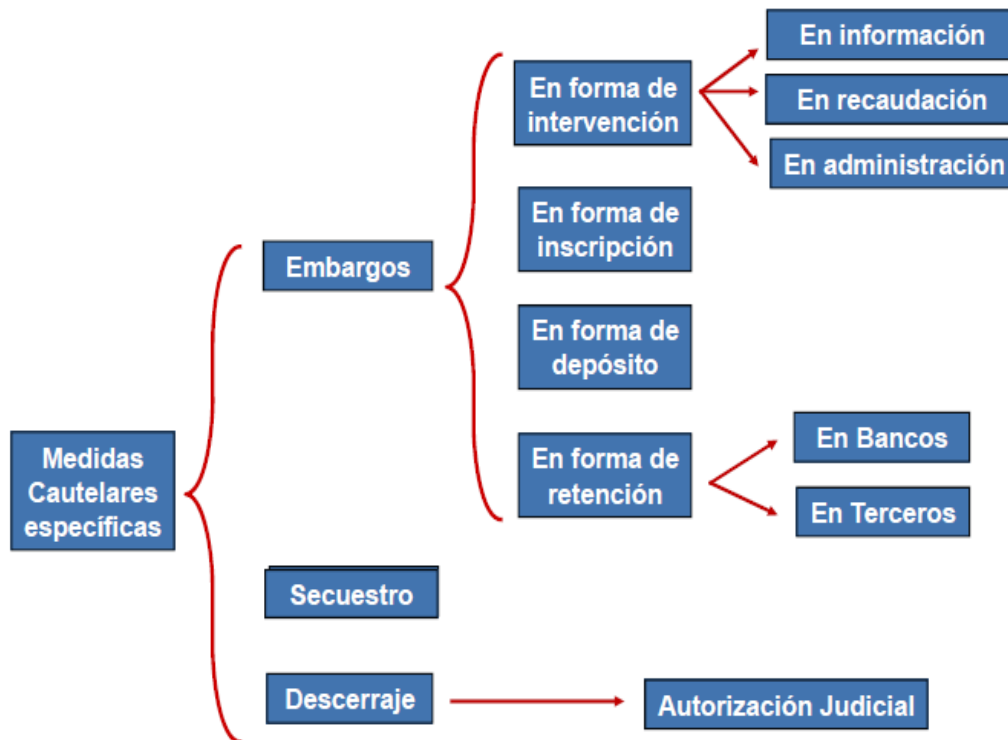 Medidas
Cautelares
específicas
Embargos
En forma de
intervención
En información
En recaudación
En administración
En forma de
inscripción
En forma de
depósito
En forma de
retención
En Bancos
En Terceros
Secuestro
Descerraje
Autorización Judicial